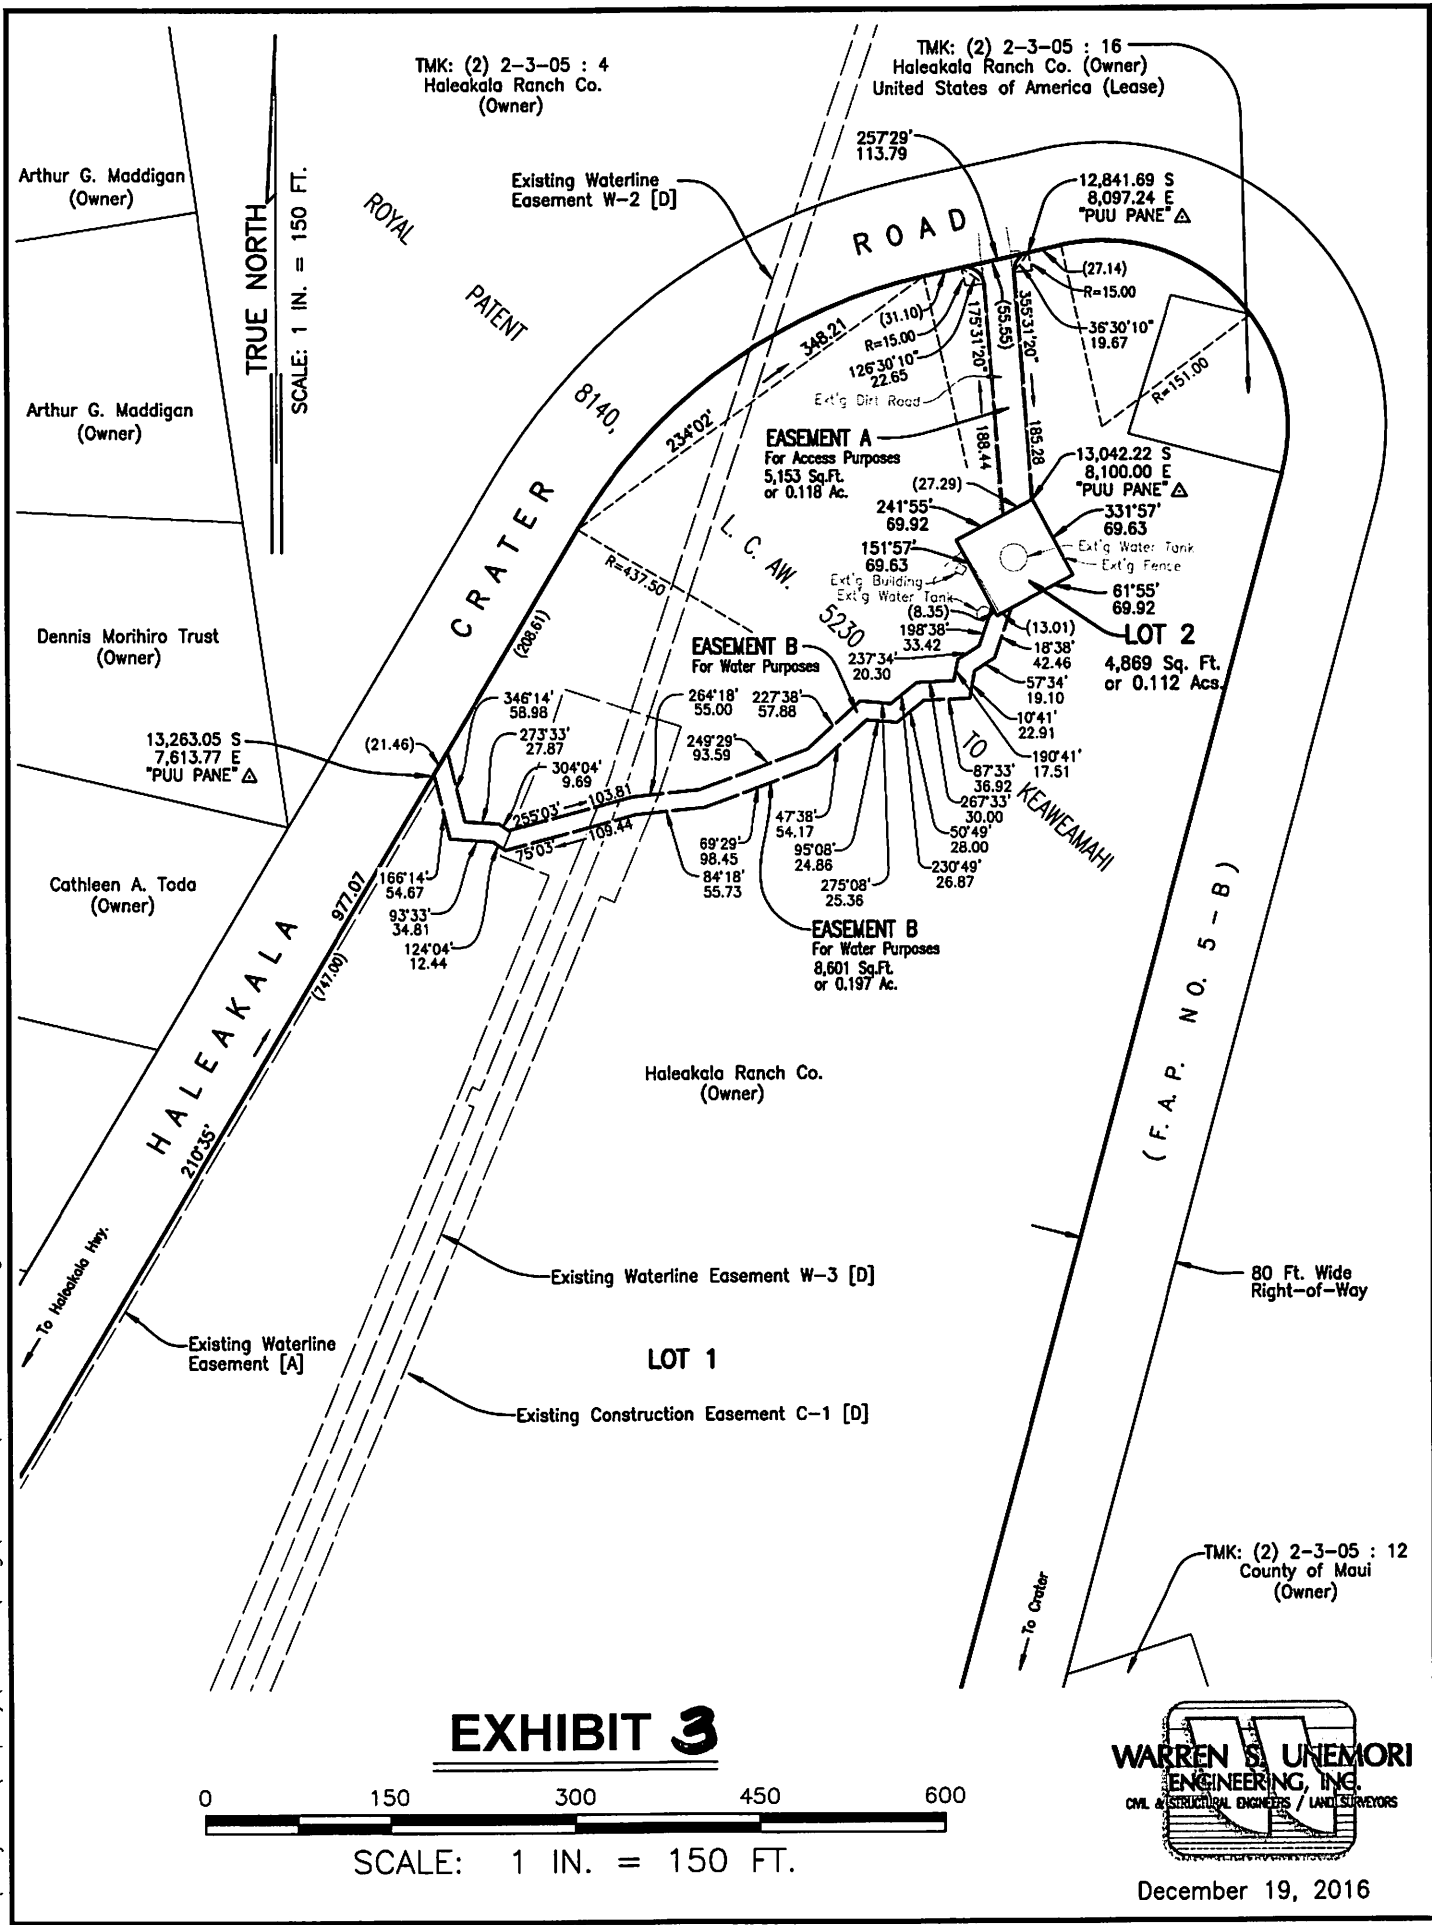 TMK: (2) 2-3-05 : 4
Haleakala Ranch Co.
(Owner)
TMK: (2) 2-3-05 : 16
Haleakala Ranch Co. (Owner)
United States of America (Lease)
257°29'
113.79
Arthur G. Maddigan
(Owner)
TRUE NORTH
SCALE: 1 IN. = 150 FT.
Existing Waterline
Easement W-2 [D]
ROYAL
PATENT
8140,
12,841.69 S
8,097.24 E
"PUU PANE"
ROAD
(27.14)
R=15.00
36°30'10"
19.67
(31.10)
R=15.00
126°30'10"
22.65
Ext'g Dirt Road
175°31'20"
188.44
(55.55)
355°31'20"
185.28
R=151.00
348.21
234°02'
Arthur G. Maddigan
(Owner)
EASEMENT A
For Access Purposes
5,153 Sq.Ft.
or 0.118 Ac.
13,042.22 S
8,100.00 E
"PUU PANE"
(27.29)
241°55'
69.92
331°57'
69.63
151°57'
69.63
Ext'g Water Tank
Ext'g Fence
Ext'g Building
Ext'g Water Tank
61°55'
69.92
(8.35)
(13.01)
LOT 2
4,869 Sq. Ft.
or 0.112 Acs.
CRATER
L. C. AW.
5230
R=437.50
(208.61)
Dennis Morihiro Trust
(Owner)
EASEMENT B
For Water Purposes
198°38'
33.42
237°34'
20.30
18°38'
42.46
57°34'
19.10
10°41'
22.91
190°41'
17.51
87°33'
36.92
267°33'
30.00
50°49'
28.00
230°49'
26.87
TO
KEAWEAMAHI
346°14'
58.98
273°33'
27.87
304°04'
9.69
264°18'
55.00
227°38'
57.88
249°29'
93.59
13,263.05 S
7,613.77 E
"PUU PANE"
(21.46)
255°03'
103.81
75°03'
109.44
47°38'
54.17
95°08'
24.86
275°08'
25.36
69°29'
98.45
84°18'
55.73
166°14'
54.67
93°33'
34.81
124°04'
12.44
EASEMENT B
For Water Purposes
8,601 Sq.Ft.
or 0.197 Ac.
Cathleen A. Toda
(Owner)
977.07
(747.00)
HALEAKALA
210°35'
(F. A. P. NO. 5-B)
Haleakala Ranch Co.
(Owner)
To Haleakala Hwy.
Existing Waterline Easement W-3 [D]
80 Ft. Wide
Right-of-Way
Existing Waterline
Easement [A]
LOT 1
Existing Construction Easement C-1 [D]
TMK: (2) 2-3-05 : 12
County of Maui
(Owner)
To Crater
EXHIBIT 3
0 150 300 450 600
SCALE: 1 IN. = 150 FT.
WARREN S. UNEMORI
ENGINEERING, INC.
CIVIL & STRUCTURAL ENGINEERS / LAND SURVEYORS
December 19, 2016